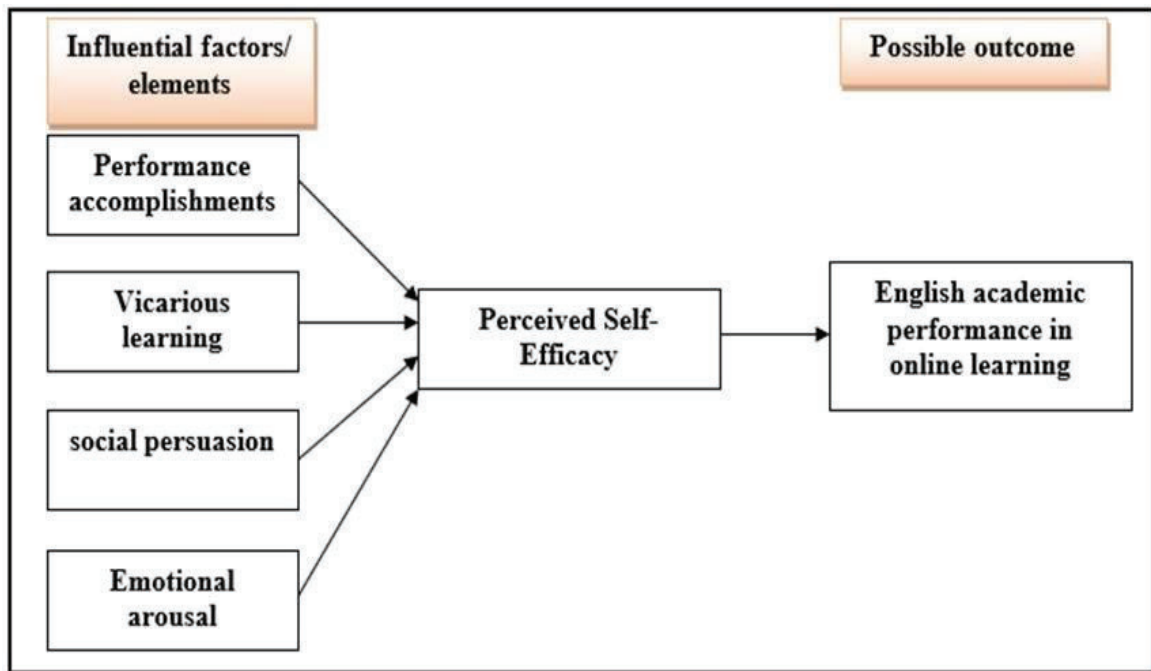 Influential factors/
elements
Possible outcome
Performance
accomplishments
Vicarious
learning
social persuasion
Emotional
arousal
Perceived Self-
Efficacy
English academic
performance in
online learning